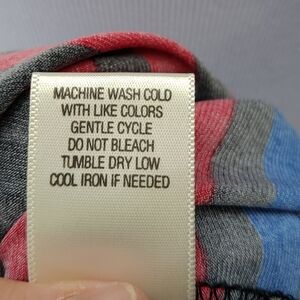 MACHINE WASH COLD
WITH LIKE COLORS
GENTLE CYCLE
DO NOT BLEACH
TUMBLE DRY LOW
COOL IRON IF NEEDED